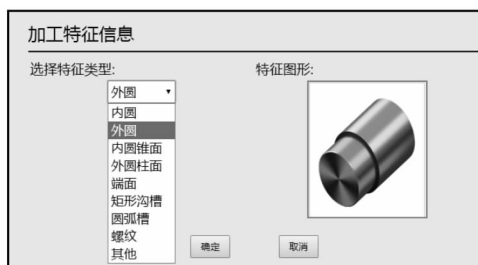 加工特征信息
选择特征类型:
特征图形:
外圆
内圆
外圆
内圆锥面
外圆柱面
端面
矩形沟槽
圆弧槽
螺纹
其他
确定
取消